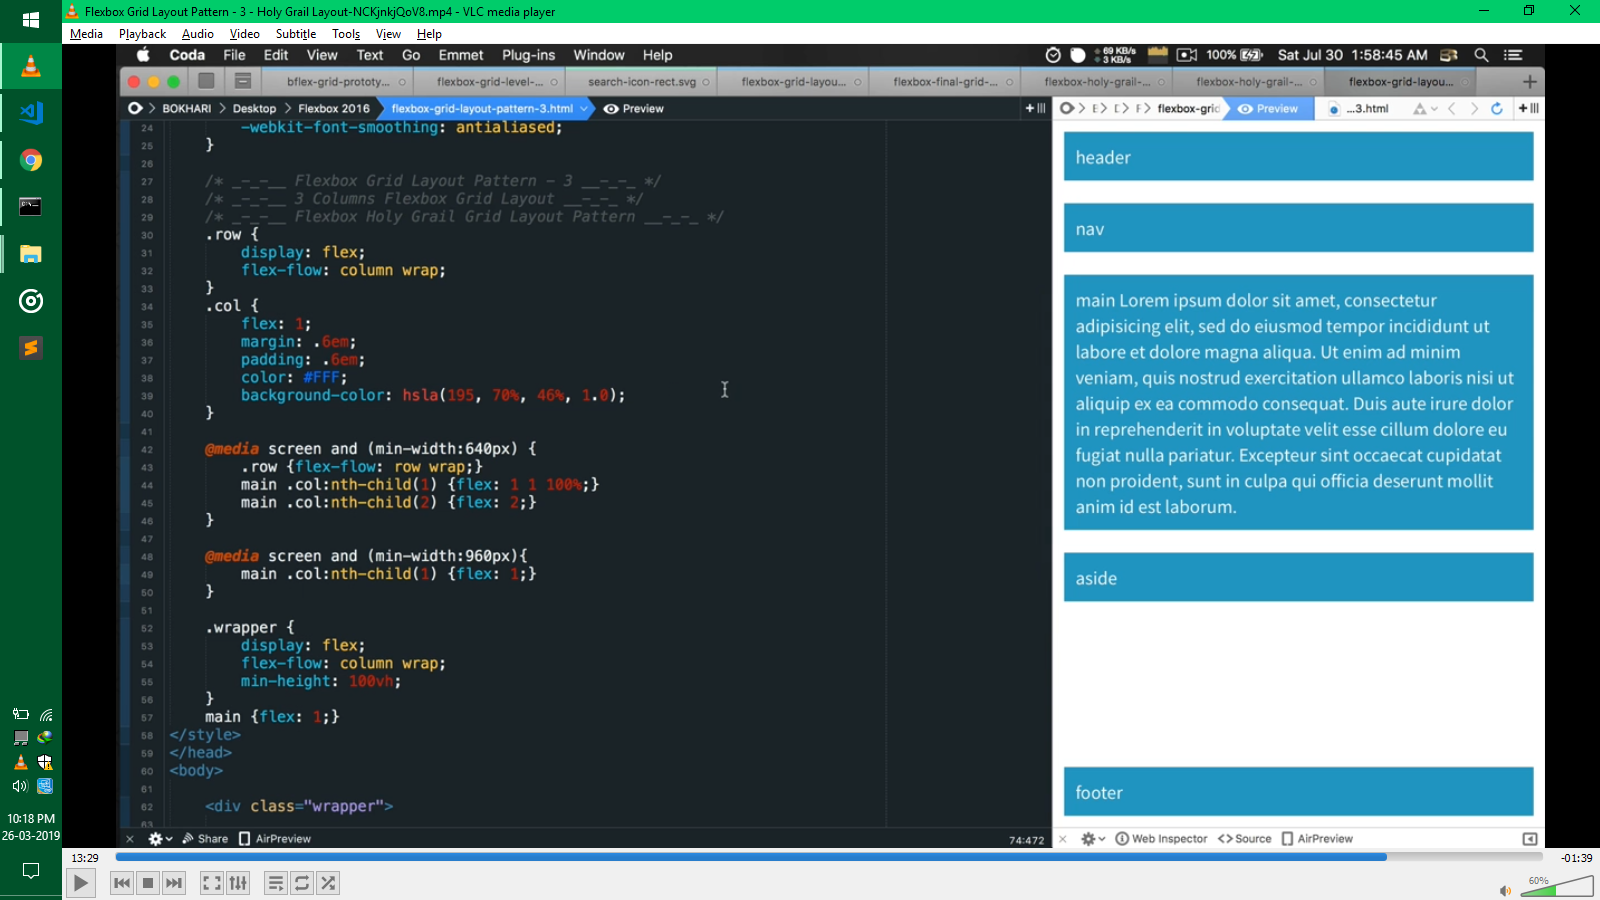 Flexbox Grid Layout Pattern - 3 - Holy Grail Layout-NCKjnkjQoV8.mp4 - VLC media player
Media Playback Audio Video Subtitle Tools View Help
Coda File Edit View Text Go Emmet Plug-ins Window Help
69 KB/s
3 KB/s
100% Sat Jul 30 1:58:45 AM
bflex-grid-prototy... flexbox-grid-level-... search-icon-rect.svg flexbox-grid-layou... flexbox-final-grid-... flexbox-holy-grail-... flexbox-holy-grail-... flexbox-grid-layou...
BOKHARI Desktop Flexbox 2016 flexbox-grid-layout-pattern-3.html Preview
flexbox-grid Preview ...3.html
24 -webkit-font-smoothing: antialiased;
25 }
26
27 /* _-_-__ Flexbox Grid Layout Pattern - 3 __-_-_ */
28 /* _-_-__ 3 Columns Flexbox Grid Layout __-_-_ */
29 /* _-_-__ Flexbox Holy Grail Grid Layout Pattern __-_-_ */
30 .row {
31 display: flex;
32 flex-flow: column wrap;
33 }
34 .col {
35 flex: 1;
36 margin: .6em;
37 padding: .6em;
38 color: #FFF;
39 background-color: hsla(195, 70%, 46%, 1.0);
40 }
41
42 @media screen and (min-width:640px) {
43 .row {flex-flow: row wrap;}
44 main .col:nth-child(1) {flex: 1 1 100%;}
45 main .col:nth-child(2) {flex: 2;}
46 }
47
48 @media screen and (min-width:960px){
49 main .col:nth-child(1) {flex: 1;}
50 }
51
52 .wrapper {
53 display: flex;
54 flex-flow: column wrap;
55 min-height: 100vh;
56 }
57 main {flex: 1;}
58 </style>
59 </head>
60 <body>
61
62 <div class="wrapper">
63
header
nav
main Lorem ipsum dolor sit amet, consectetur
adipisicing elit, sed do eiusmod tempor incididunt ut
labore et dolore magna aliqua. Ut enim ad minim
veniam, quis nostrud exercitation ullamco laboris nisi ut
aliquip ex ea commodo consequat. Duis aute irure dolor
in reprehenderit in voluptate velit esse cillum dolore eu
fugiat nulla pariatur. Excepteur sint occaecat cupidatat
non proident, sunt in culpa qui officia deserunt mollit
anim id est laborum.
aside
footer
Share AirPreview 74:472
Web Inspector Source AirPreview
10:18 PM
26-03-2019
13:29 -01:39
60%